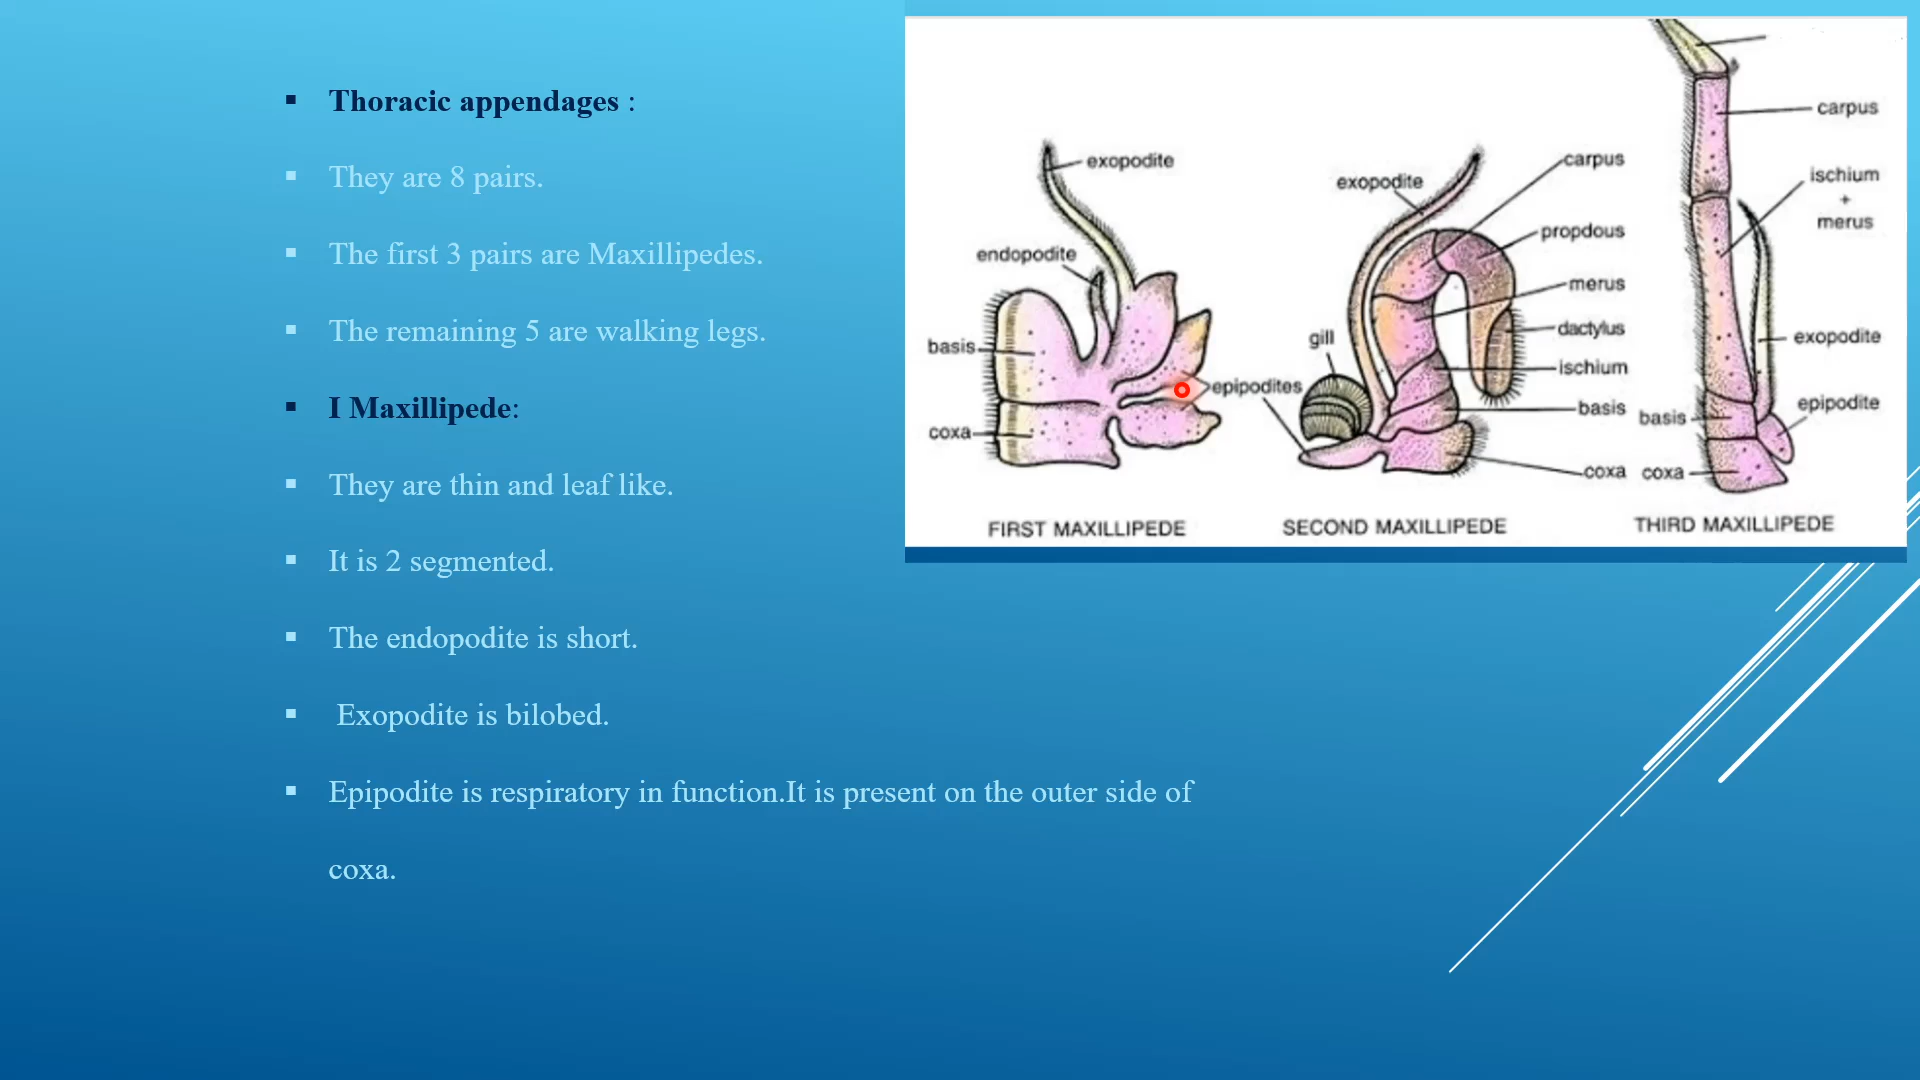 Thoracic appendages :
They are 8 pairs.
The first 3 pairs are Maxillipedes.
The remaining 5 are walking legs.
I Maxillipede:
They are thin and leaf like.
It is 2 segmented.
The endopodite is short.
Exopodite is bilobed.
Epipodite is respiratory in function.It is present on the outer side of
coxa.
exopodite
endopodite
basis
coxa
epipodites
FIRST MAXILLIPEDE
exopodite
carpus
propdous
merus
gill
dactylus
ischium
basis
coxa
SECOND MAXILLIPEDE
carpus
ischium
+
merus
exopodite
epipodite
basis
coxa
THIRD MAXILLIPEDE